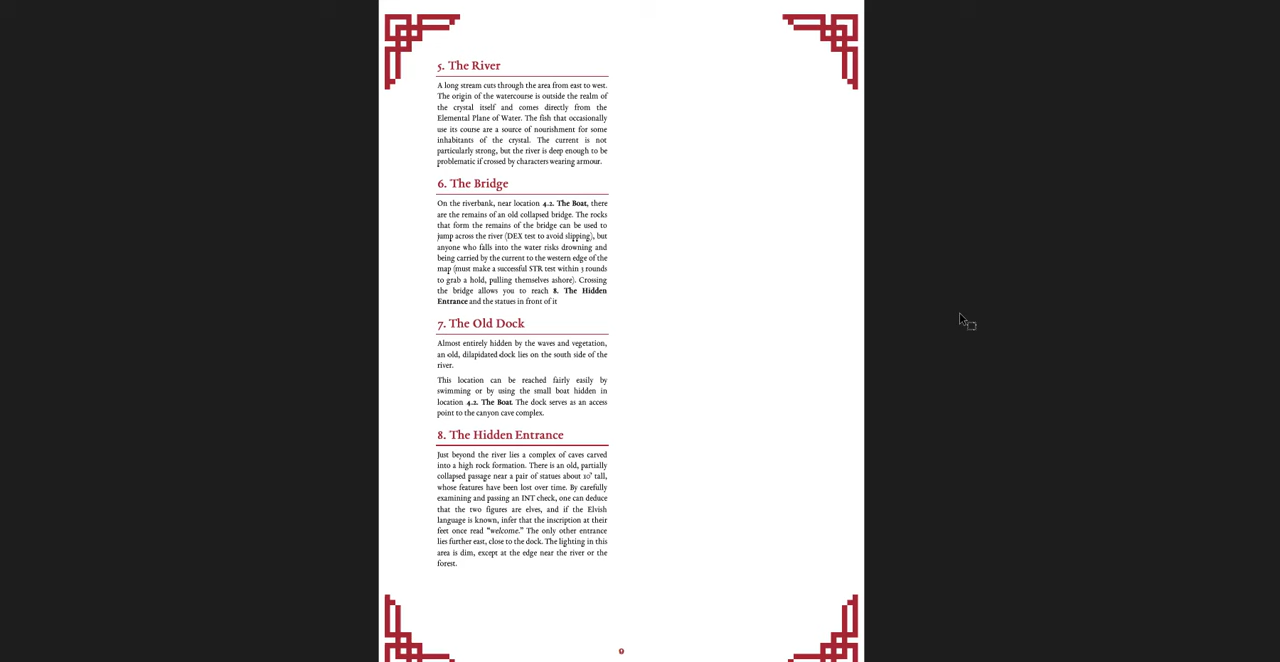 5. The River
A long stream cuts through the area from east to west.
The origin of the watercourse is outside the realm of
the crystal itself and comes directly from the
Elemental Plane of Water. The fish that occasionally
use its course are a source of nourishment for some
inhabitants of the crystal. The current is not
particularly strong, but the river is deep enough to be
problematic if crossed by characters wearing armour.
6. The Bridge
On the riverbank, near location 4.2. The Boat, there
are the remains of an old collapsed bridge. The rocks
that form the remains of the bridge can be used to
jump across the river (DEX test to avoid slipping), but
anyone who falls into the water risks drowning and
being carried by the current to the western edge of the
map (must make a successful STR test within 3 rounds
to grab a hold, pulling themselves ashore). Crossing
the bridge allows you to reach 8. The Hidden
Entrance and the statues in front of it
7. The Old Dock
Almost entirely hidden by the waves and vegetation,
an old, dilapidated dock lies on the south side of the
river.
This location can be reached fairly easily by
swimming or by using the small boat hidden in
location 4.2. The Boat. The dock serves as an access
point to the canyon cave complex.
8. The Hidden Entrance
Just beyond the river lies a complex of caves carved
into a high rock formation. There is an old, partially
collapsed passage near a pair of statues about 10' tall,
whose features have been lost over time. By carefully
examining and passing an INT check, one can deduce
that the two figures are elves, and if the Elvish
language is known, infer that the inscription at their
feet once read "welcome." The only other entrance
lies further east, close to the dock. The lighting in this
area is dim, except at the edge near the river or the
forest.